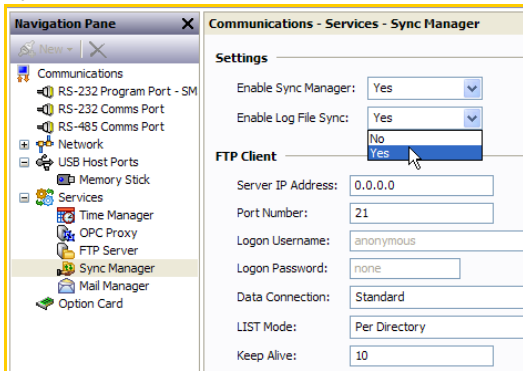 Navigation Pane X
New
Communications
RS-232 Program Port - SM
RS-232 Comms Port
RS-485 Comms Port
Network
USB Host Ports
Memory Stick
Services
Time Manager
OPC Proxy
FTP Server
Sync Manager
Mail Manager
Option Card
Communications - Services - Sync Manager
Settings
Enable Sync Manager: Yes
Enable Log File Sync: Yes
No
Yes
FTP Client
Server IP Address: 0.0.0.0
Port Number: 21
Logon Username: anonymous
Logon Password: none
Data Connection: Standard
LIST Mode: Per Directory
Keep Alive: 10